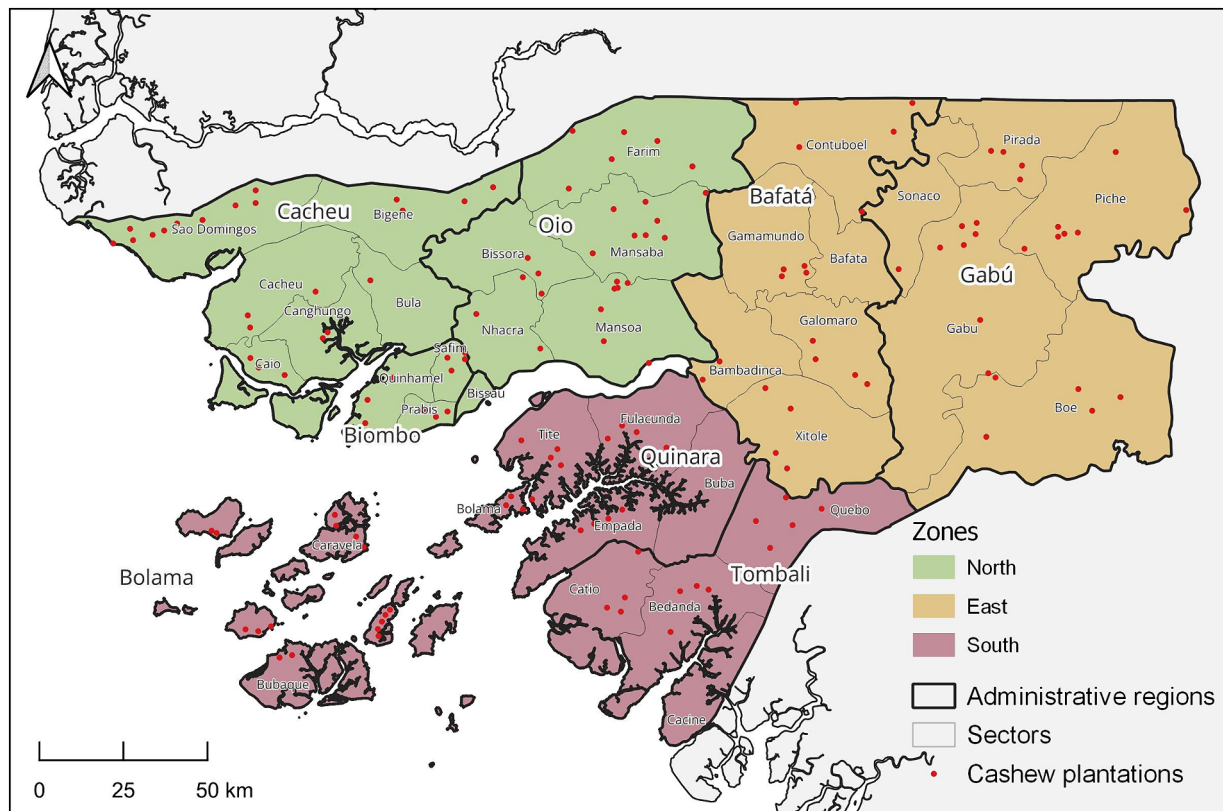 Farim
Pirada
Contuboel
Sonaco
Piche
Bafatá
Cacheu
Bigene
Oio
Sao Domingos
Gamamundo
Mansaba
Bissora
Bafata
Gabú
Cacheu
Bula
Canghungo
Galomaro
Nhacra
Mansoa
Gabu
Safim
Caio
Quinhamel
Bambadinca
Bissau
Prabis
Boe
Biombo
Fulacunda
Tite
Xitole
Quinara
Buba
Bolama
Quebo
Empada
Caravela
Bolama
Tombali
Catio
Bedanda
Bubaque
Cacine
Zones
North
East
South
Administrative regions
Sectors
Cashew plantations
0 25 50 km